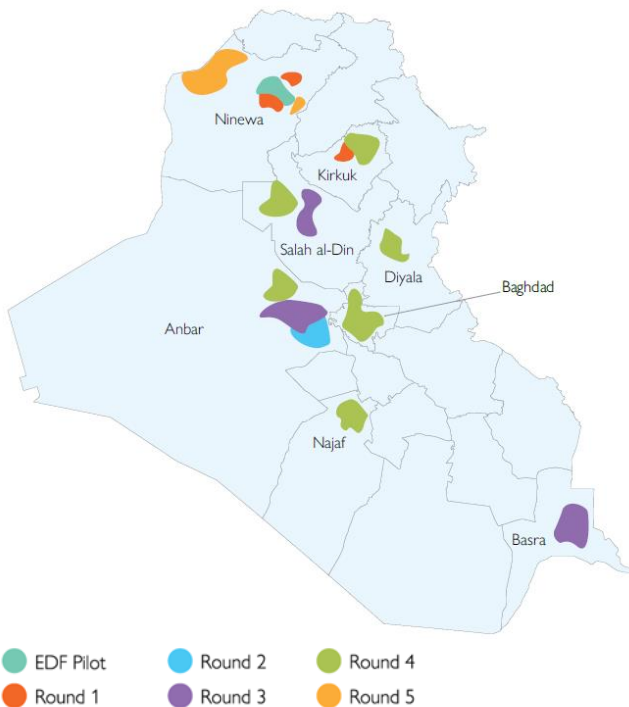 Ninewa
Kirkuk
Salah al-Din
Diyala
Baghdad
Anbar
Najaf
Basra
EDF Pilot
Round 2
Round 4
Round 1
Round 3
Round 5